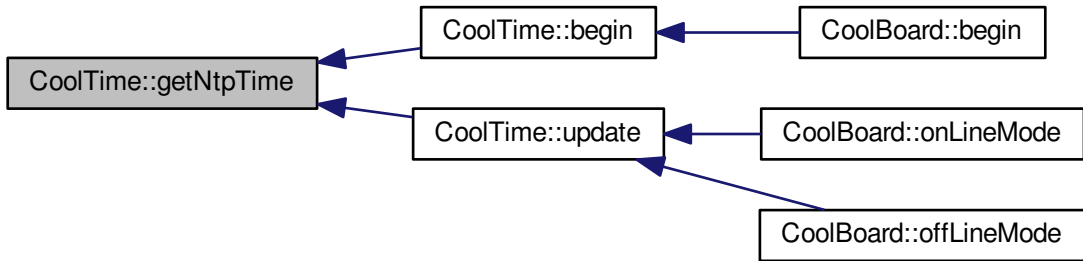 CoolTime::begin
CoolBoard::begin
CoolTime::getNtpTime
CoolTime::update
CoolBoard::onLineMode
CoolBoard::offLineMode